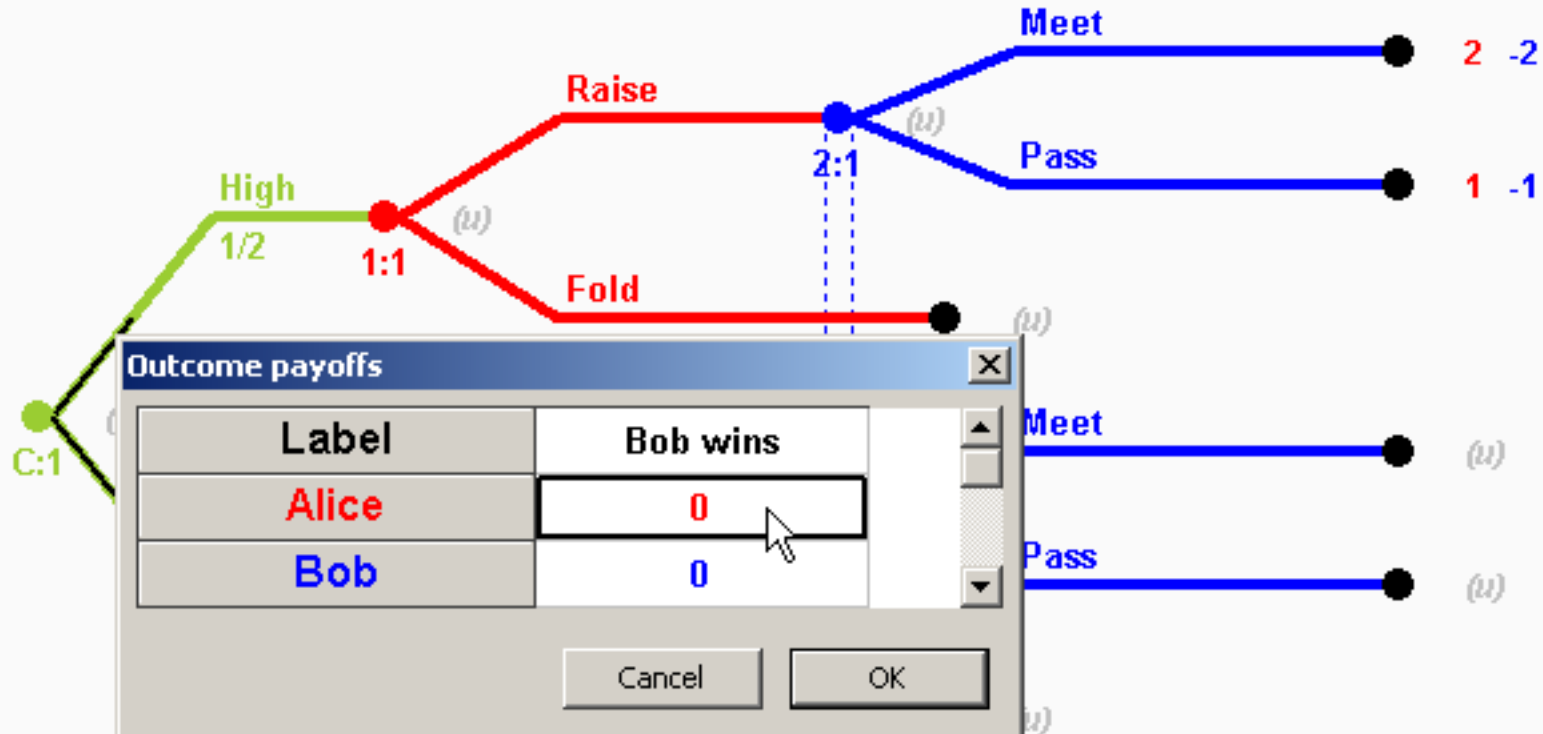 Meet
2 -2
Raise
(u)
2:1
Pass
1 -1
High
1/2
(u)
1:1
Fold
(u)
Outcome payoffs
Label Bob wins
Alice 0
Bob 0
Cancel OK
C:1
Meet
(u)
Pass
(u)
u)